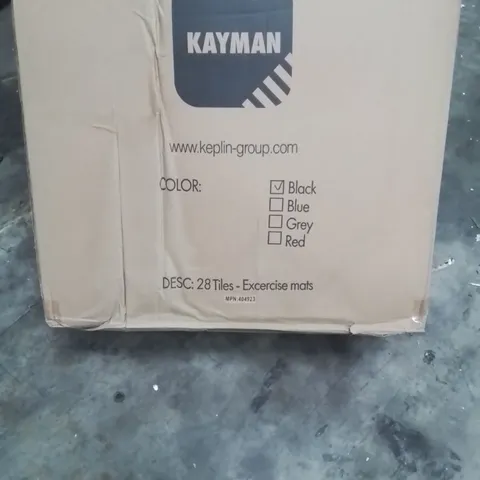 KAYMAN
www.keplin-group.com
COLOR:
☑ Black
☐ Blue
☐ Grey
☐ Red
DESC: 28 Tiles - Excercise mats